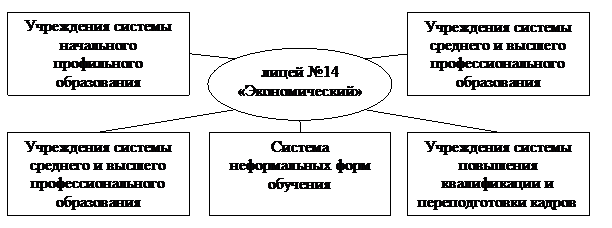 Учреждения системы
начального
профильного
образования
Учреждения системы
среднего и высшего
профессионального
образования
лицей №14
«Экономический»
Учреждения системы
среднего и высшего
профессионального
образования
Система
неформальных форм
обучения
Учреждения системы
повышения
квалификации и
переподготовки кадров